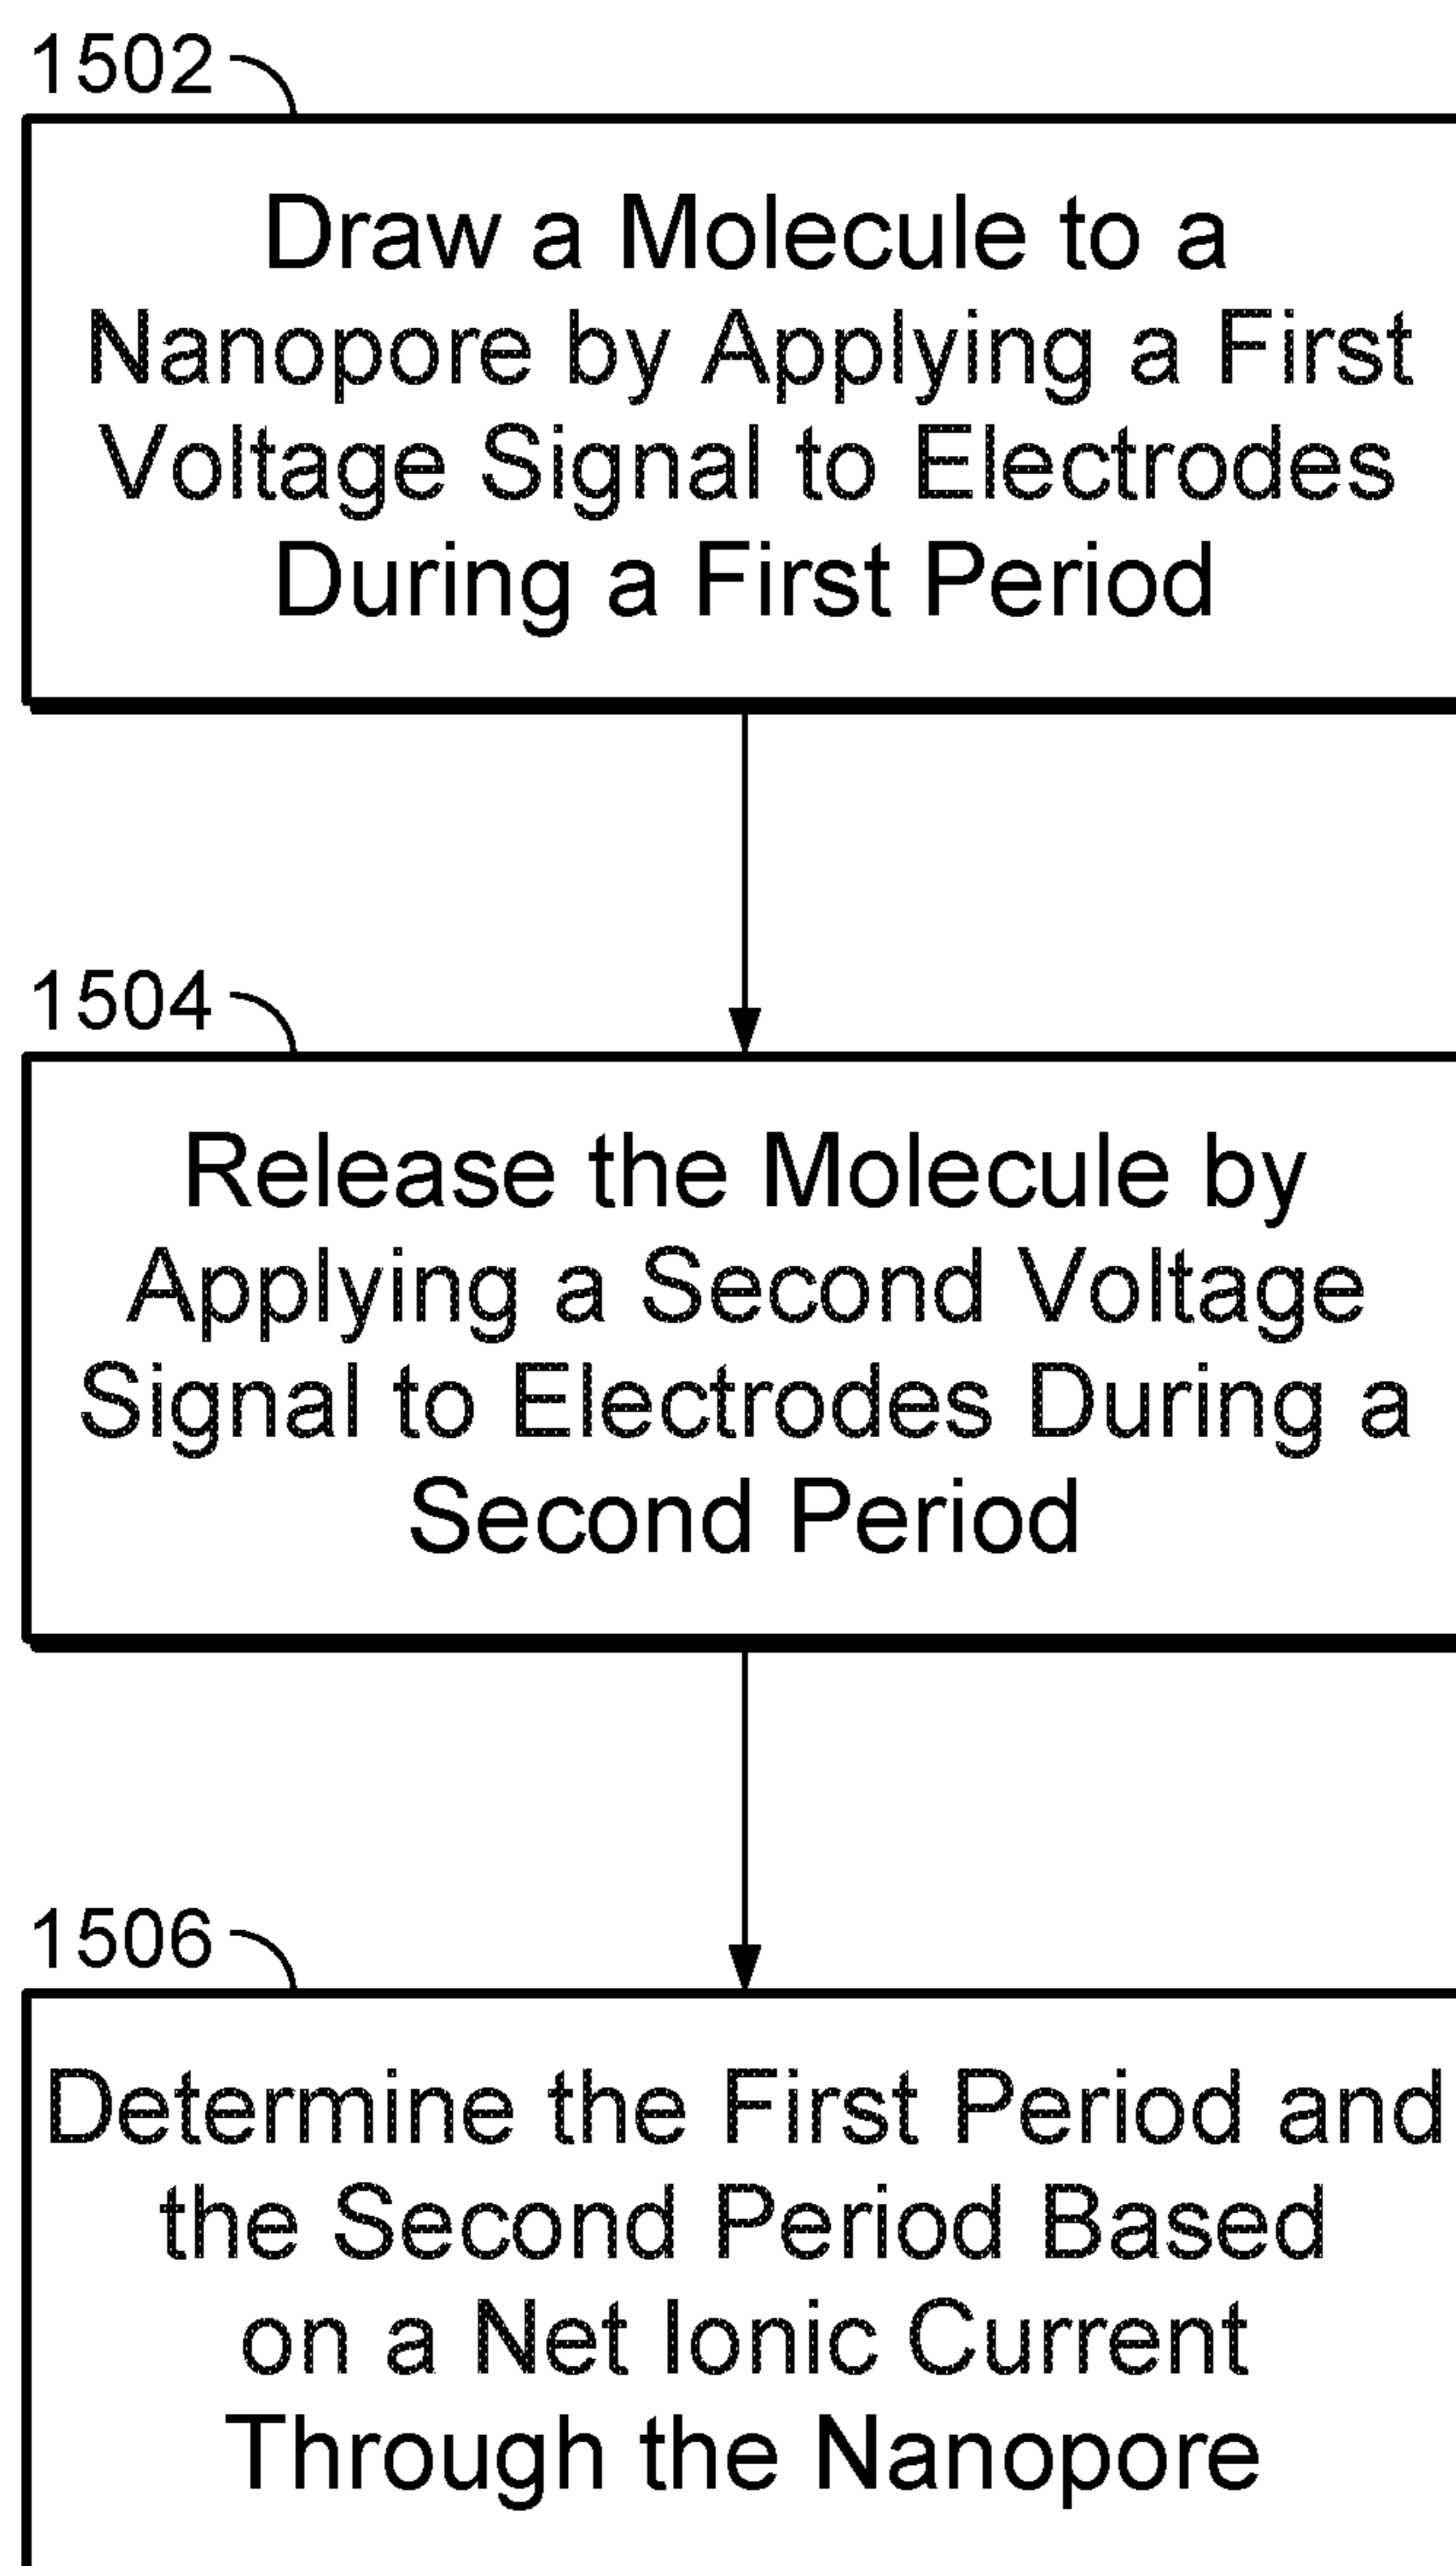 1502
Draw a Molecule to a
Nanopore by Applying a First
Voltage Signal to Electrodes
During a First Period
1504
Release the Molecule by
Applying a Second Voltage
Signal to Electrodes During a
Second Period
1506
Determine the First Period and
the Second Period Based
on a Net Ionic Current
Through the Nanopore